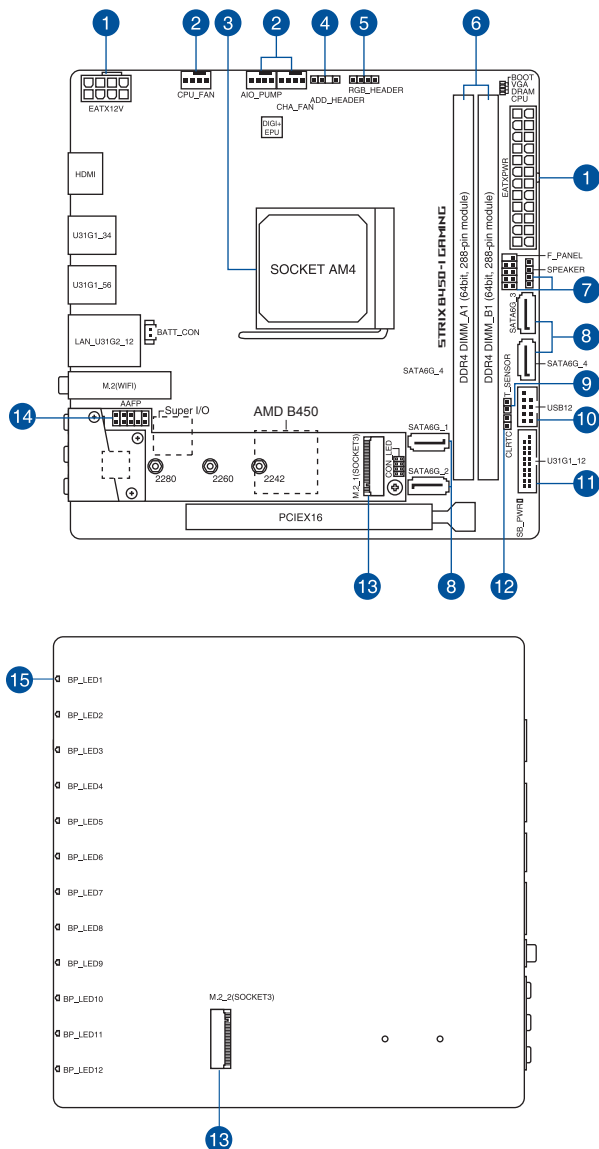 1
2
3
2
4
5
6
BOOT
VGA
DRAM
CPU
EATX12V
CPU_FAN
AIO_PUMP
CHA_FAN
ADD_HEADER
RGB_HEADER
DIGI+
EPU
EATXPWR
1
HDMI
U31G1_34
U31G1_56
LAN_U31G2_12
BATT_CON
M.2(WIFI)
SOCKET AM4
STRIX B450-I GAMING
DDR4 DIMM_A1 (64bit, 288-pin module)
DDR4 DIMM_B1 (64bit, 288-pin module)
F_PANEL
SPEAKER
7
SATA6G_3
8
SATA6G_4
SATA6G_4
T_SENSOR
9
USB12
10
CLRTC
U31G1_12
11
SB_PWR
12
14
AAFP
Super I/O
AMD B450
2280
2260
2242
M.2_1(SOCKET3)
CON_LED
SATA6G_1
SATA6G_2
PCIEX16
13
8
15
BP_LED1
BP_LED2
BP_LED3
BP_LED4
BP_LED5
BP_LED6
BP_LED7
BP_LED8
BP_LED9
BP_LED10
M.2_2(SOCKET3)
BP_LED11
BP_LED12
13